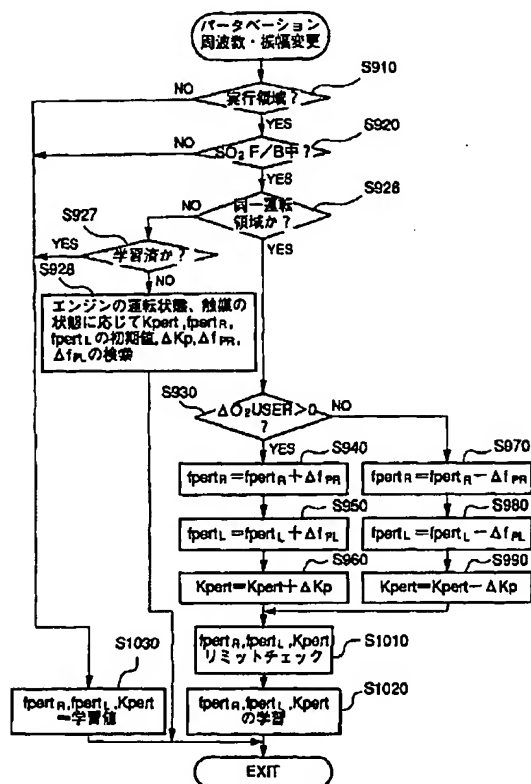 パータベーション
周波数・振幅変更
S910
NO
実行領域?
YES
S920
NO
SO₂ F/B中?
YES
S926
NO
同一運転
領域か?
YES
S927
YES
学習済か?
NO
S928
エンジンの運転状態、触媒の
状態に応じてKpert,fpertR,
fpertLの初期値,ΔKp,ΔfPR,
ΔfPLの検索
S930
ΔO₂USER>0
?
NO
YES
S940
fpertR=fpertR+ΔfPR
S970
fpertR=fpertR−ΔfPR
S950
fpertL=fpertL+ΔfPL
S980
fpertL=fpertL−ΔfPL
S960
Kpert=Kpert+ΔKp
S990
Kpert=Kpert−ΔKp
S1010
fpertR,fpertL,Kpert
リミットチェック
S1030
fpertR,fpertL,Kpert
=学習値
S1020
fpertR,fpertL,Kpert
の学習
EXIT